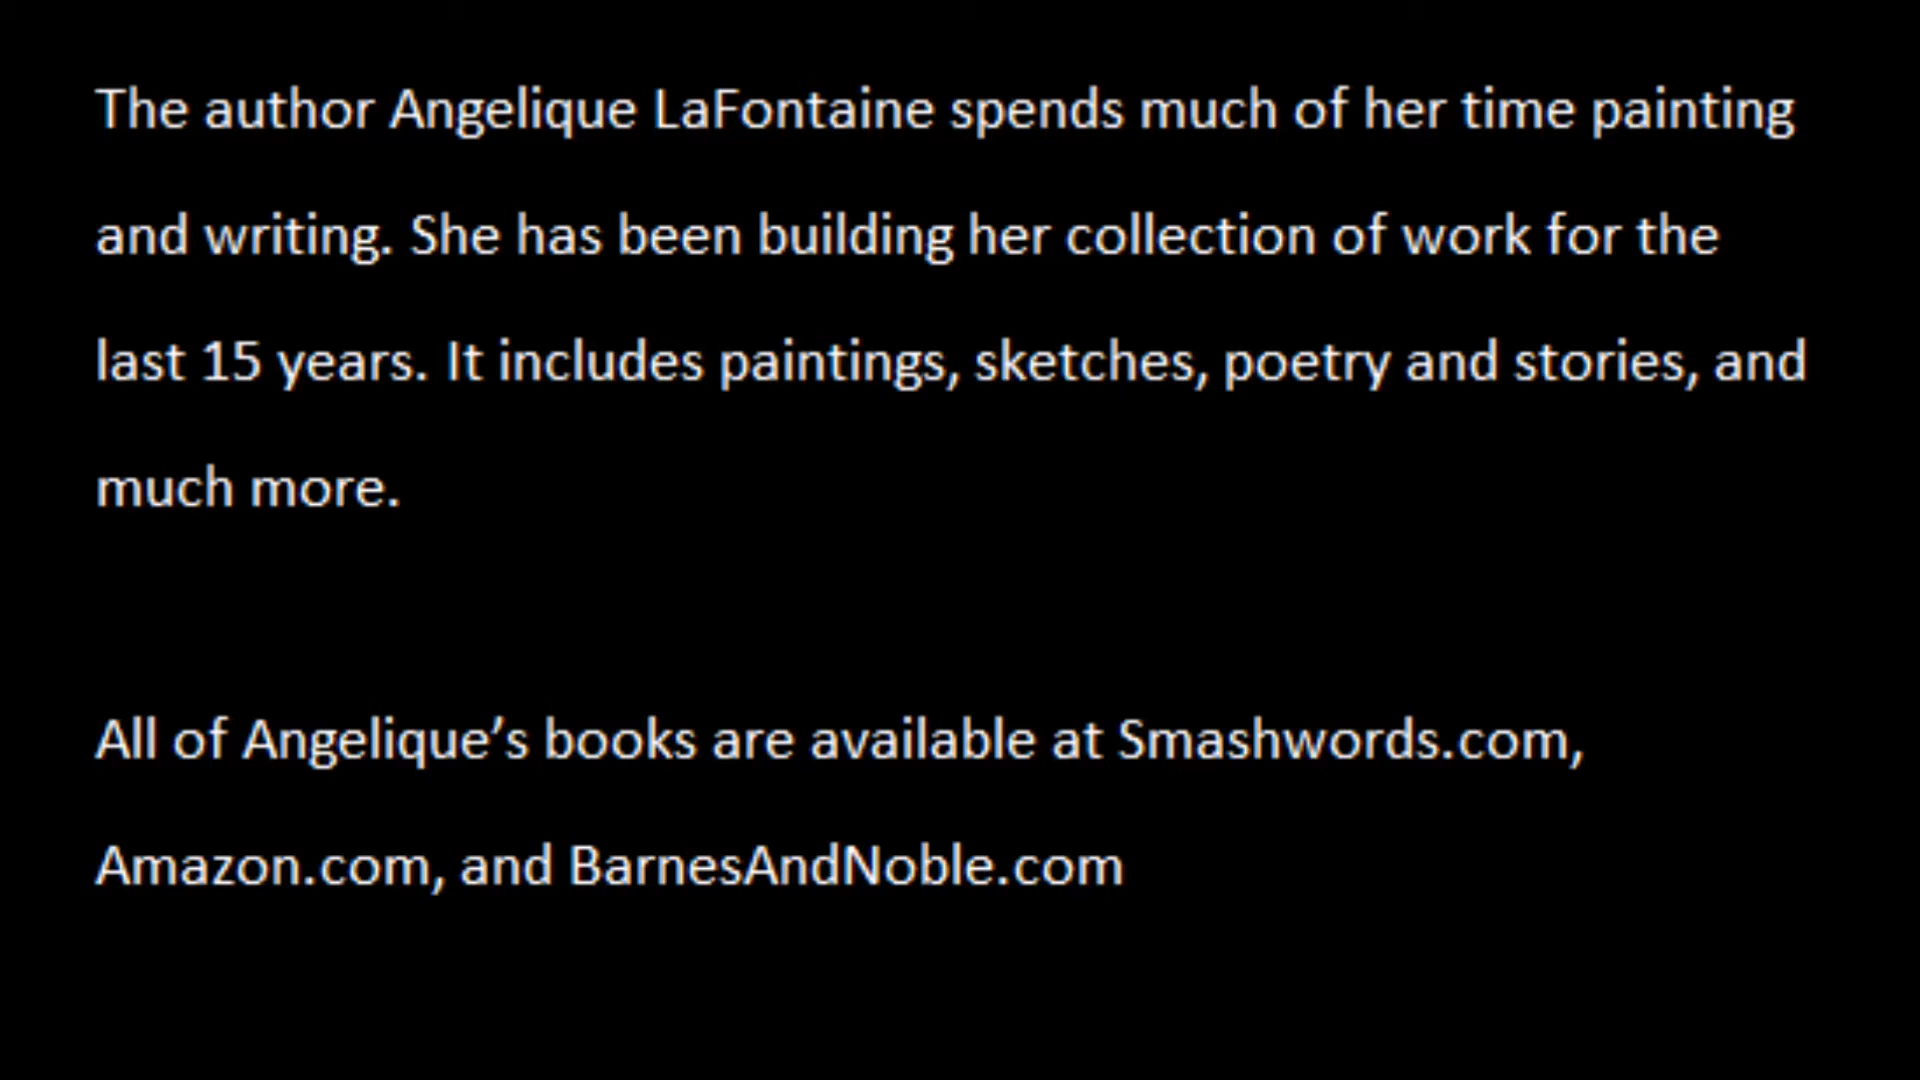 The author Angelique LaFontaine spends much of her time painting
and writing. She has been building her collection of work for the
last 15 years. It includes paintings, sketches, poetry and stories, and
much more.
All of Angelique’s books are available at Smashwords.com,
Amazon.com, and BarnesAndNoble.com